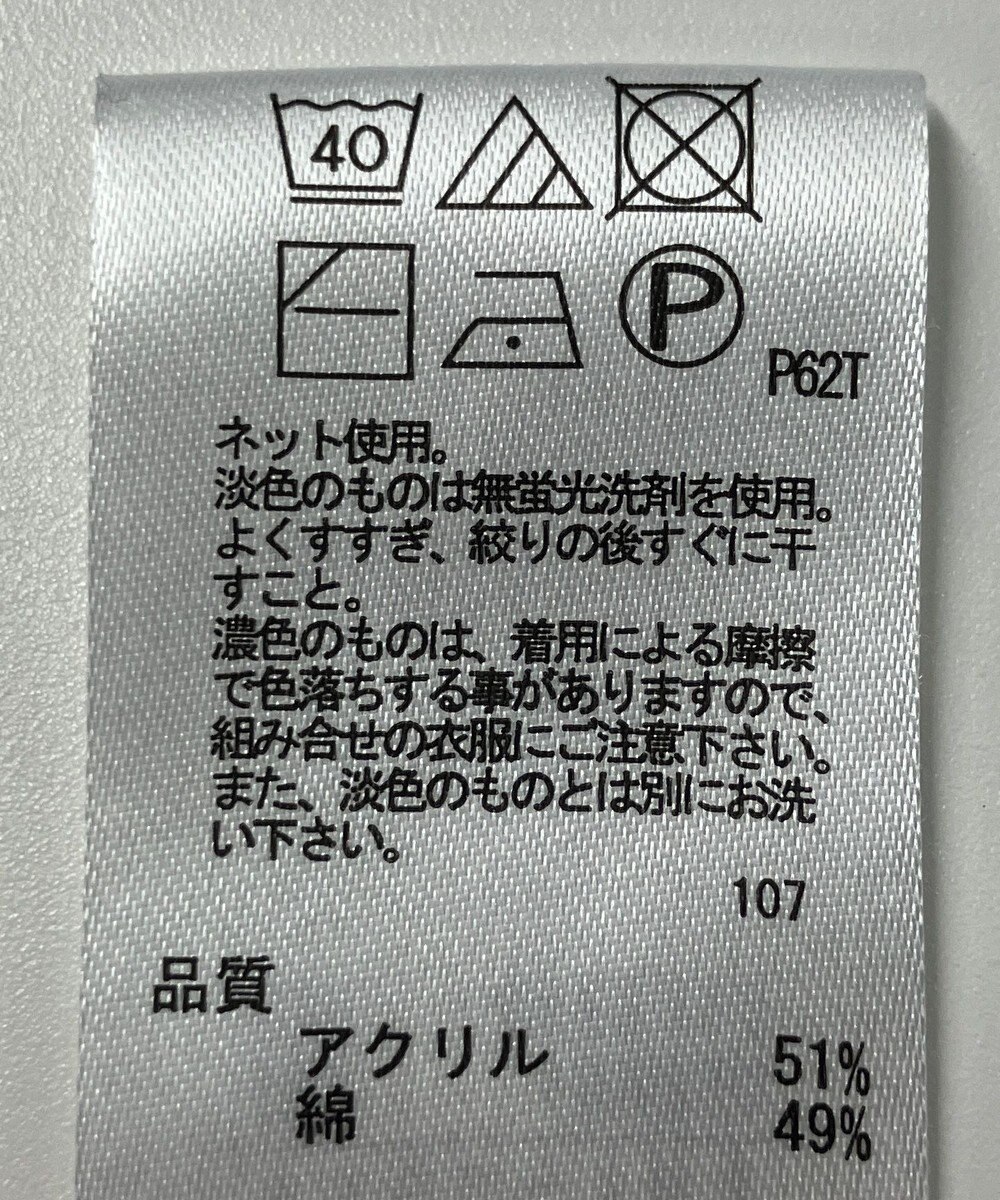 40
P
P62T
ネット使用。
淡色のものは無蛍光洗剤を使用。
よくすすぎ、絞りの後すぐに干
すこと。
濃色のものは、着用による摩擦
で色落ちする事がありますので、
組み合せの衣服にご注意下さい。
また、淡色のものとは別にお洗
い下さい。
107
品質
アクリル 51%
綿 49%